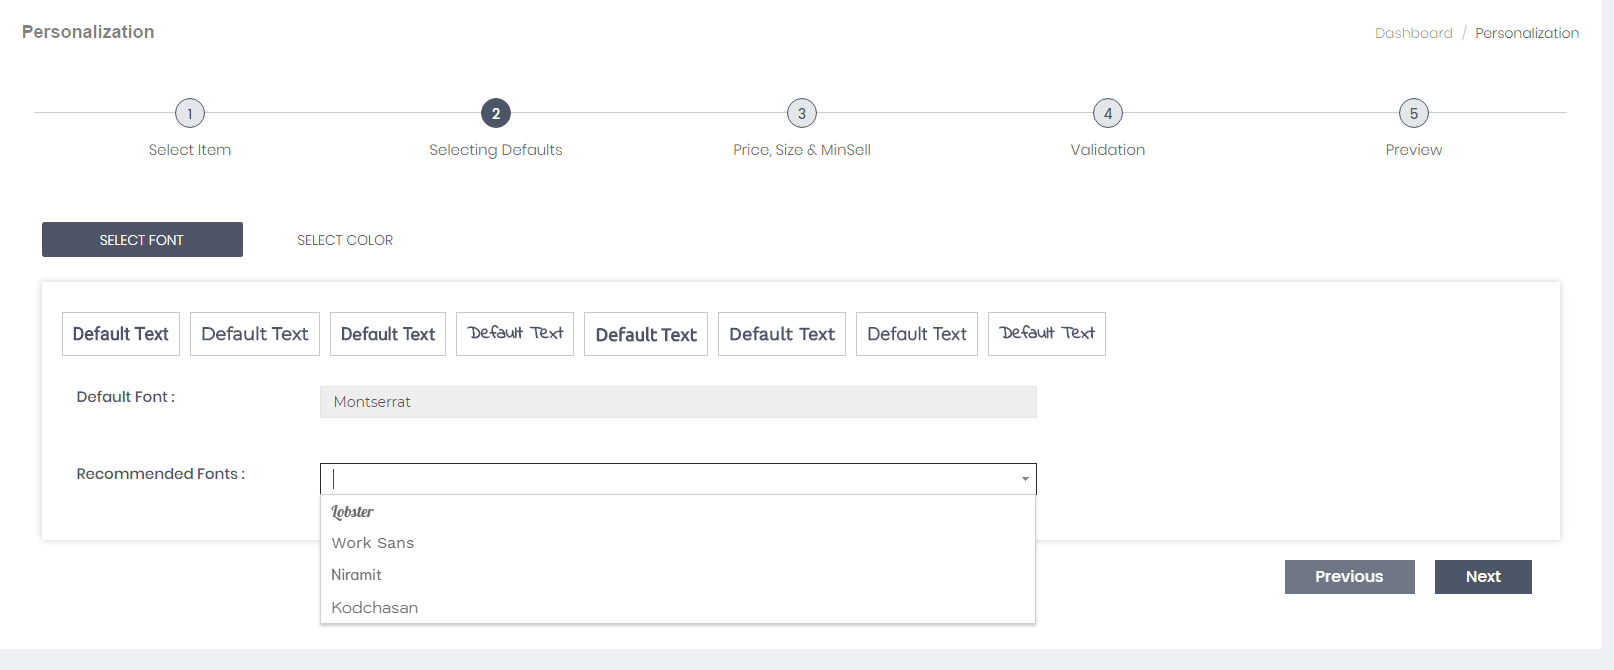 Personalization
Dashboard / Personalization
1 2 3 4 5
Select Item Selecting Defaults Price, Size & MinSell Validation Preview
SELECT FONT SELECT COLOR
Default Text Default Text Default Text Default Text Default Text Default Text Default Text Default Text
Default Font : Montserrat
Recommended Fonts :
Lobster
Work Sans
Niramit
Kodchasan
Previous Next